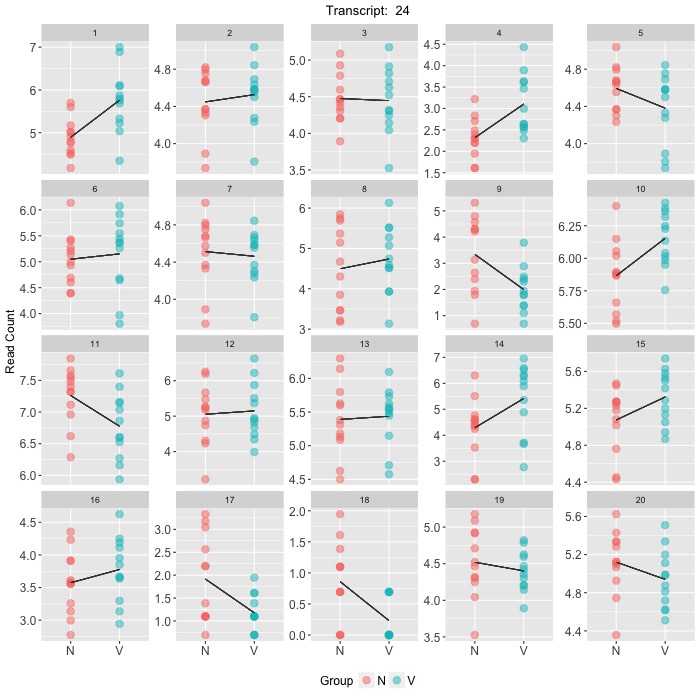 Transcript: 24
1 2 3 4 5
7 6 5
4.8 4.4 4.0
5.0 4.5 4.0 3.5
4.5 4.0 3.5 3.0 2.5 2.0 1.5
4.8 4.4 4.0
6 7 8 9 10
6.0 5.5 5.0 4.5 4.0
4.8 4.4 4.0
6 5 4 3
5 4 3 2 1
6.25 6.00 5.75 5.50
Read Count
11 12 13 14 15
7.5 7.0 6.5 6.0
6 5 4
6.0 5.5 5.0 4.5
7 6 5 4 3
5.6 5.2 4.8 4.4
16 17 18 19 20
4.5 4.0 3.5 3.0
3.0 2.5 2.0 1.5 1.0
2.0 1.5 1.0 0.5 0.0
5.0 4.5 4.0 3.5
5.6 5.2 4.8 4.4
N V N V N V N V N V
Group N V